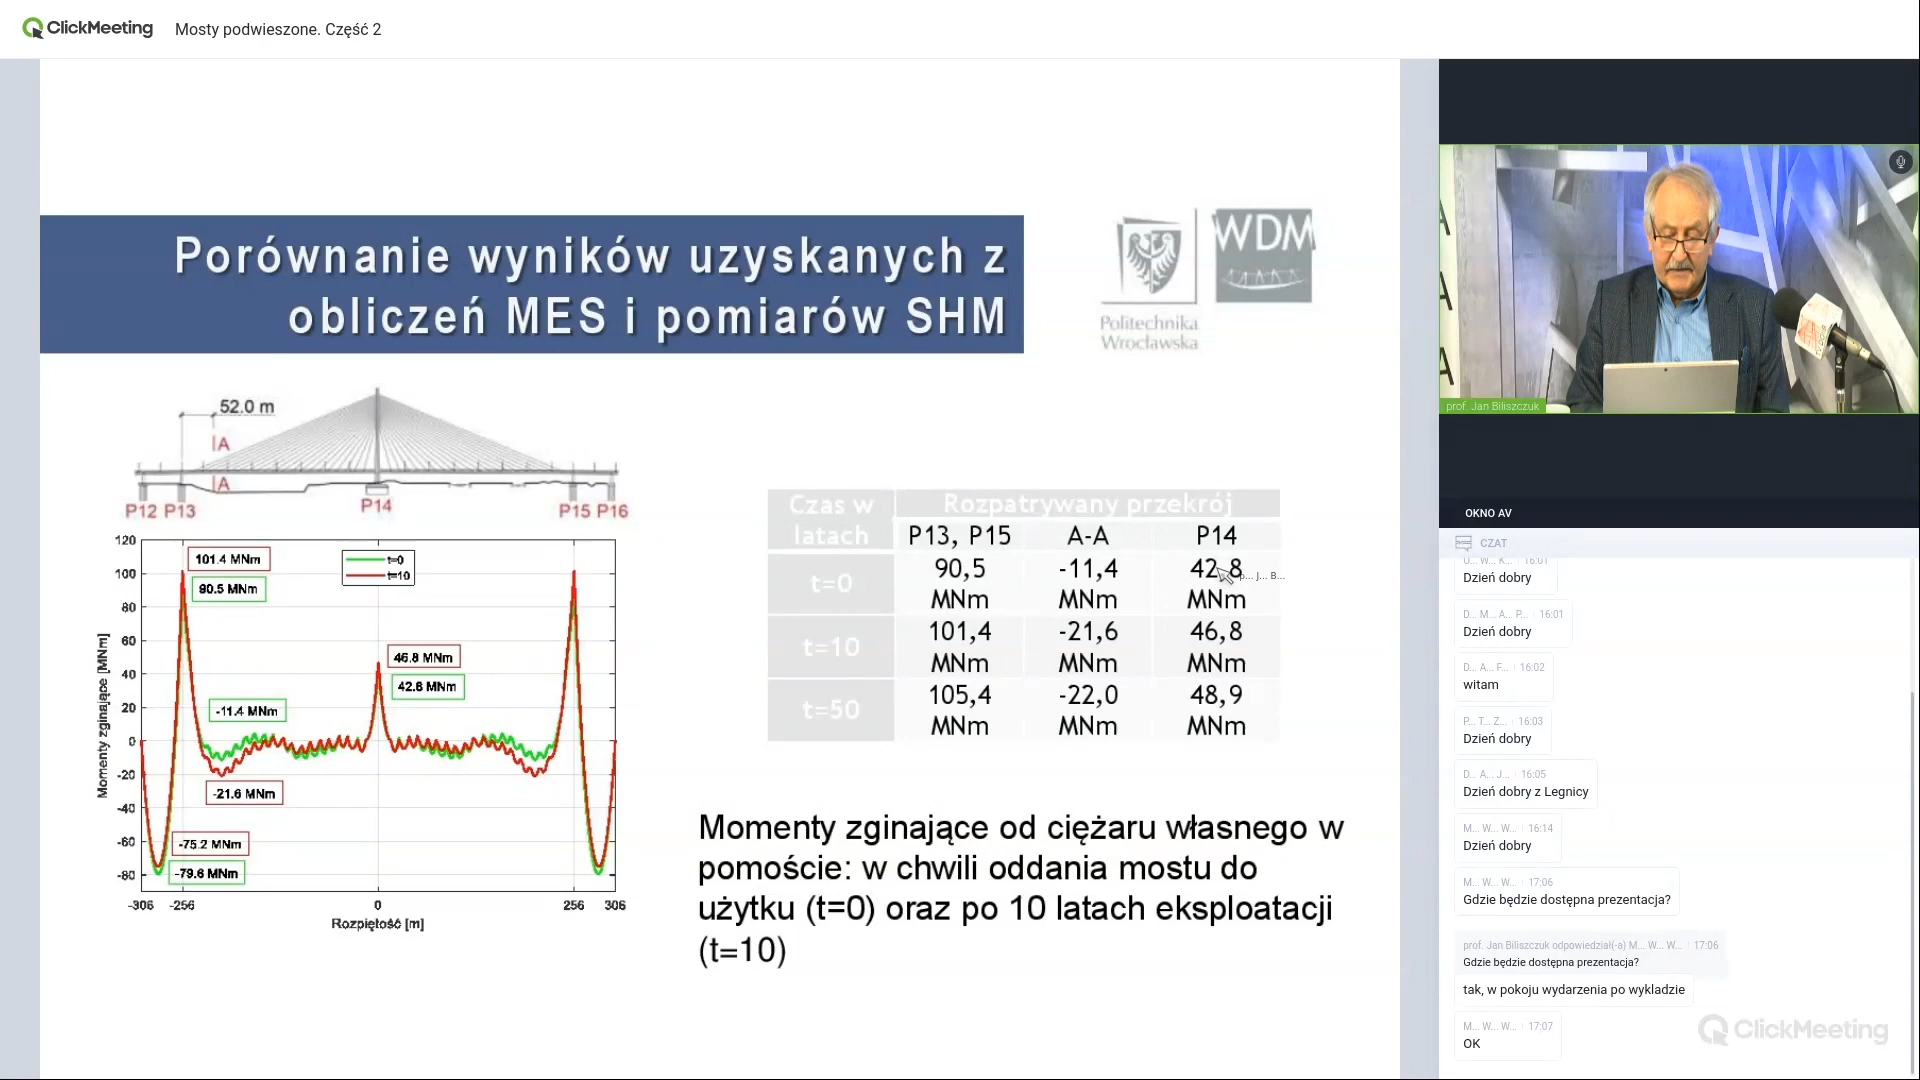 ClickMeeting
Mosty podwieszone. Część 2
Porównanie wyników uzyskanych z
obliczeń MES i pomiarów SHM
Politechnika
Wrocławska
WDM
52.0 m
A
A
P12 P13
P14
P15 P16
120
100
80
60
40
20
0
-20
-40
-60
-80
-306
-256
0
256
306
Momenty zginające [MNm]
Rozpiętość [m]
t=0
t=10
101.4 MNm
90.5 MNm
46.8 MNm
42.8 MNm
-11.4 MNm
-21.6 MNm
-75.2 MNm
-79.6 MNm
Czas w
latach
Rozpatrywany przekrój
P13, P15 A-A P14
t=0
90,5 -11,4 42,8
MNm MNm MNm
t=10
101,4 -21,6 46,8
MNm MNm MNm
t=50
105,4 -22,0 48,9
MNm MNm MNm
Momenty zginające od ciężaru własnego w
pomoście: w chwili oddania mostu do
użytku (t=0) oraz po 10 latach eksploatacji
(t=10)
prof. Jan Biliszczuk
OKNO AV
CZAT
U... W... K... 16:01
Dzień dobry
D... M... A... P... 16:01
Dzień dobry
D... A... F... 16:02
witam
P... T... Z... 16:03
Dzień dobry
D... A... J... 16:05
Dzień dobry z Legnicy
M... W... W... 16:14
Dzień dobry
M... W... W... 17:06
Gdzie będzie dostępna prezentacja?
prof. Jan Biliszczuk odpowiedział(-a) M... W... W... 17:06
Gdzie będzie dostępna prezentacja?
tak, w pokoju wydarzenia po wykladzie
M... W... W... 17:07
OK
ClickMeeting